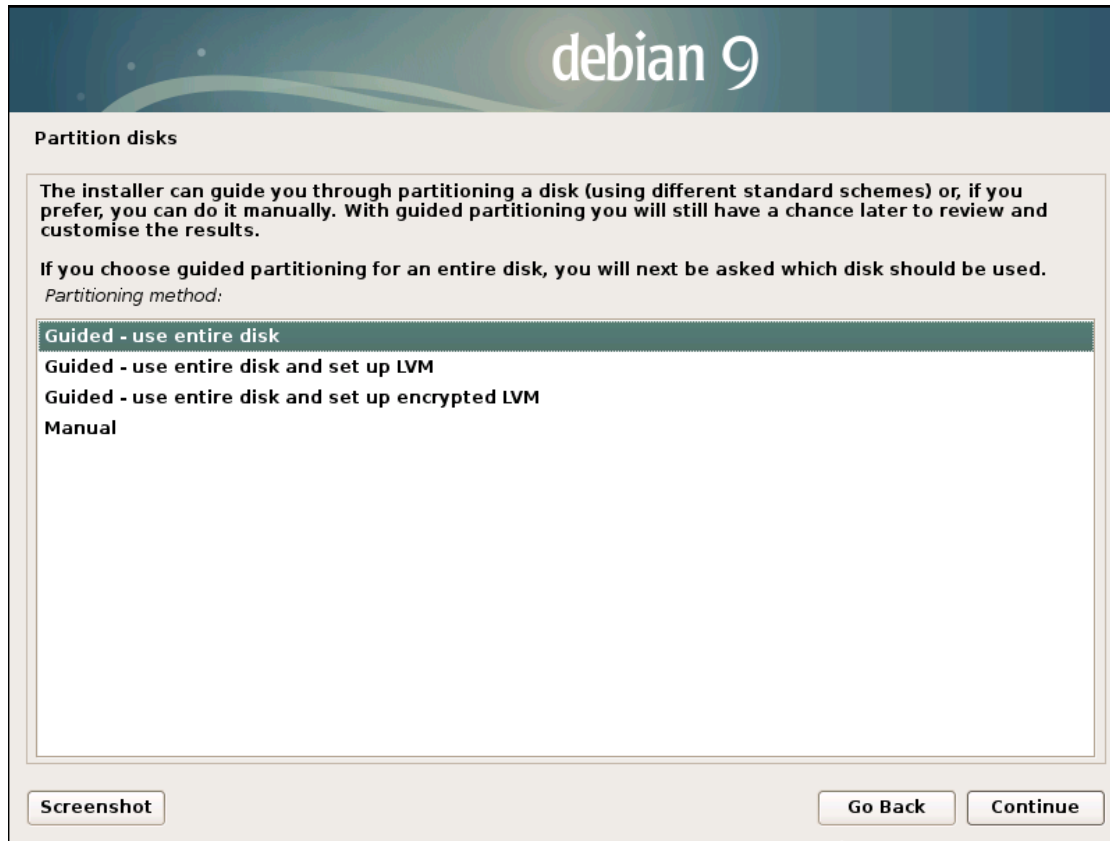 debian 9
Partition disks
The installer can guide you through partitioning a disk (using different standard schemes) or, if you
prefer, you can do it manually. With guided partitioning you will still have a chance later to review and
customise the results.
If you choose guided partitioning for an entire disk, you will next be asked which disk should be used.
Partitioning method:
Guided - use entire disk
Guided - use entire disk and set up LVM
Guided - use entire disk and set up encrypted LVM
Manual
Screenshot
Go Back
Continue